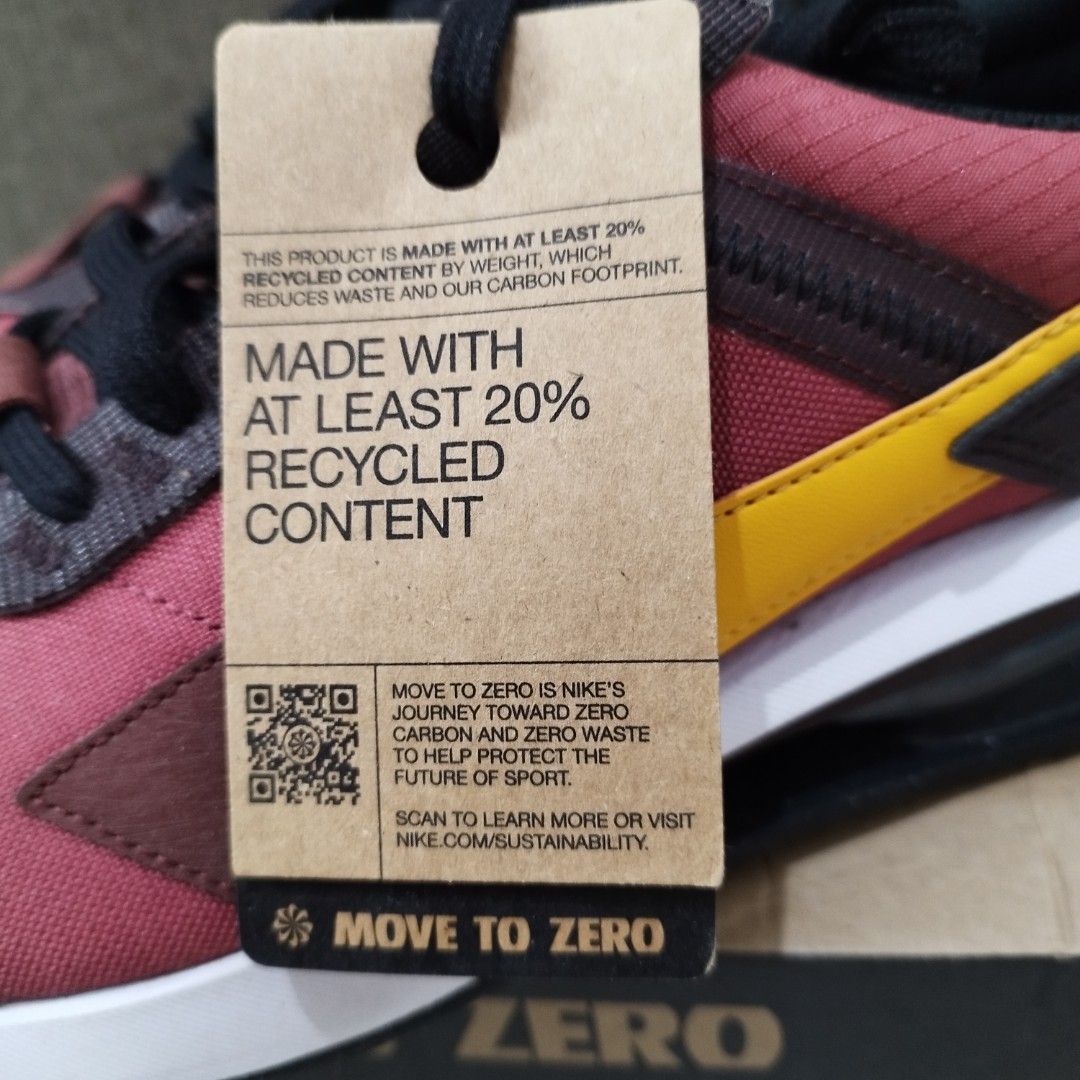 THIS PRODUCT IS MADE WITH AT LEAST 20%
RECYCLED CONTENT BY WEIGHT, WHICH
REDUCES WASTE AND OUR CARBON FOOTPRINT.
MADE WITH
AT LEAST 20%
RECYCLED
CONTENT
MOVE TO ZERO IS NIKE'S
JOURNEY TOWARD ZERO
CARBON AND ZERO WASTE
TO HELP PROTECT THE
FUTURE OF SPORT.
SCAN TO LEARN MORE OR VISIT
NIKE.COM/SUSTAINABILITY.
MOVE TO ZERO
ZERO